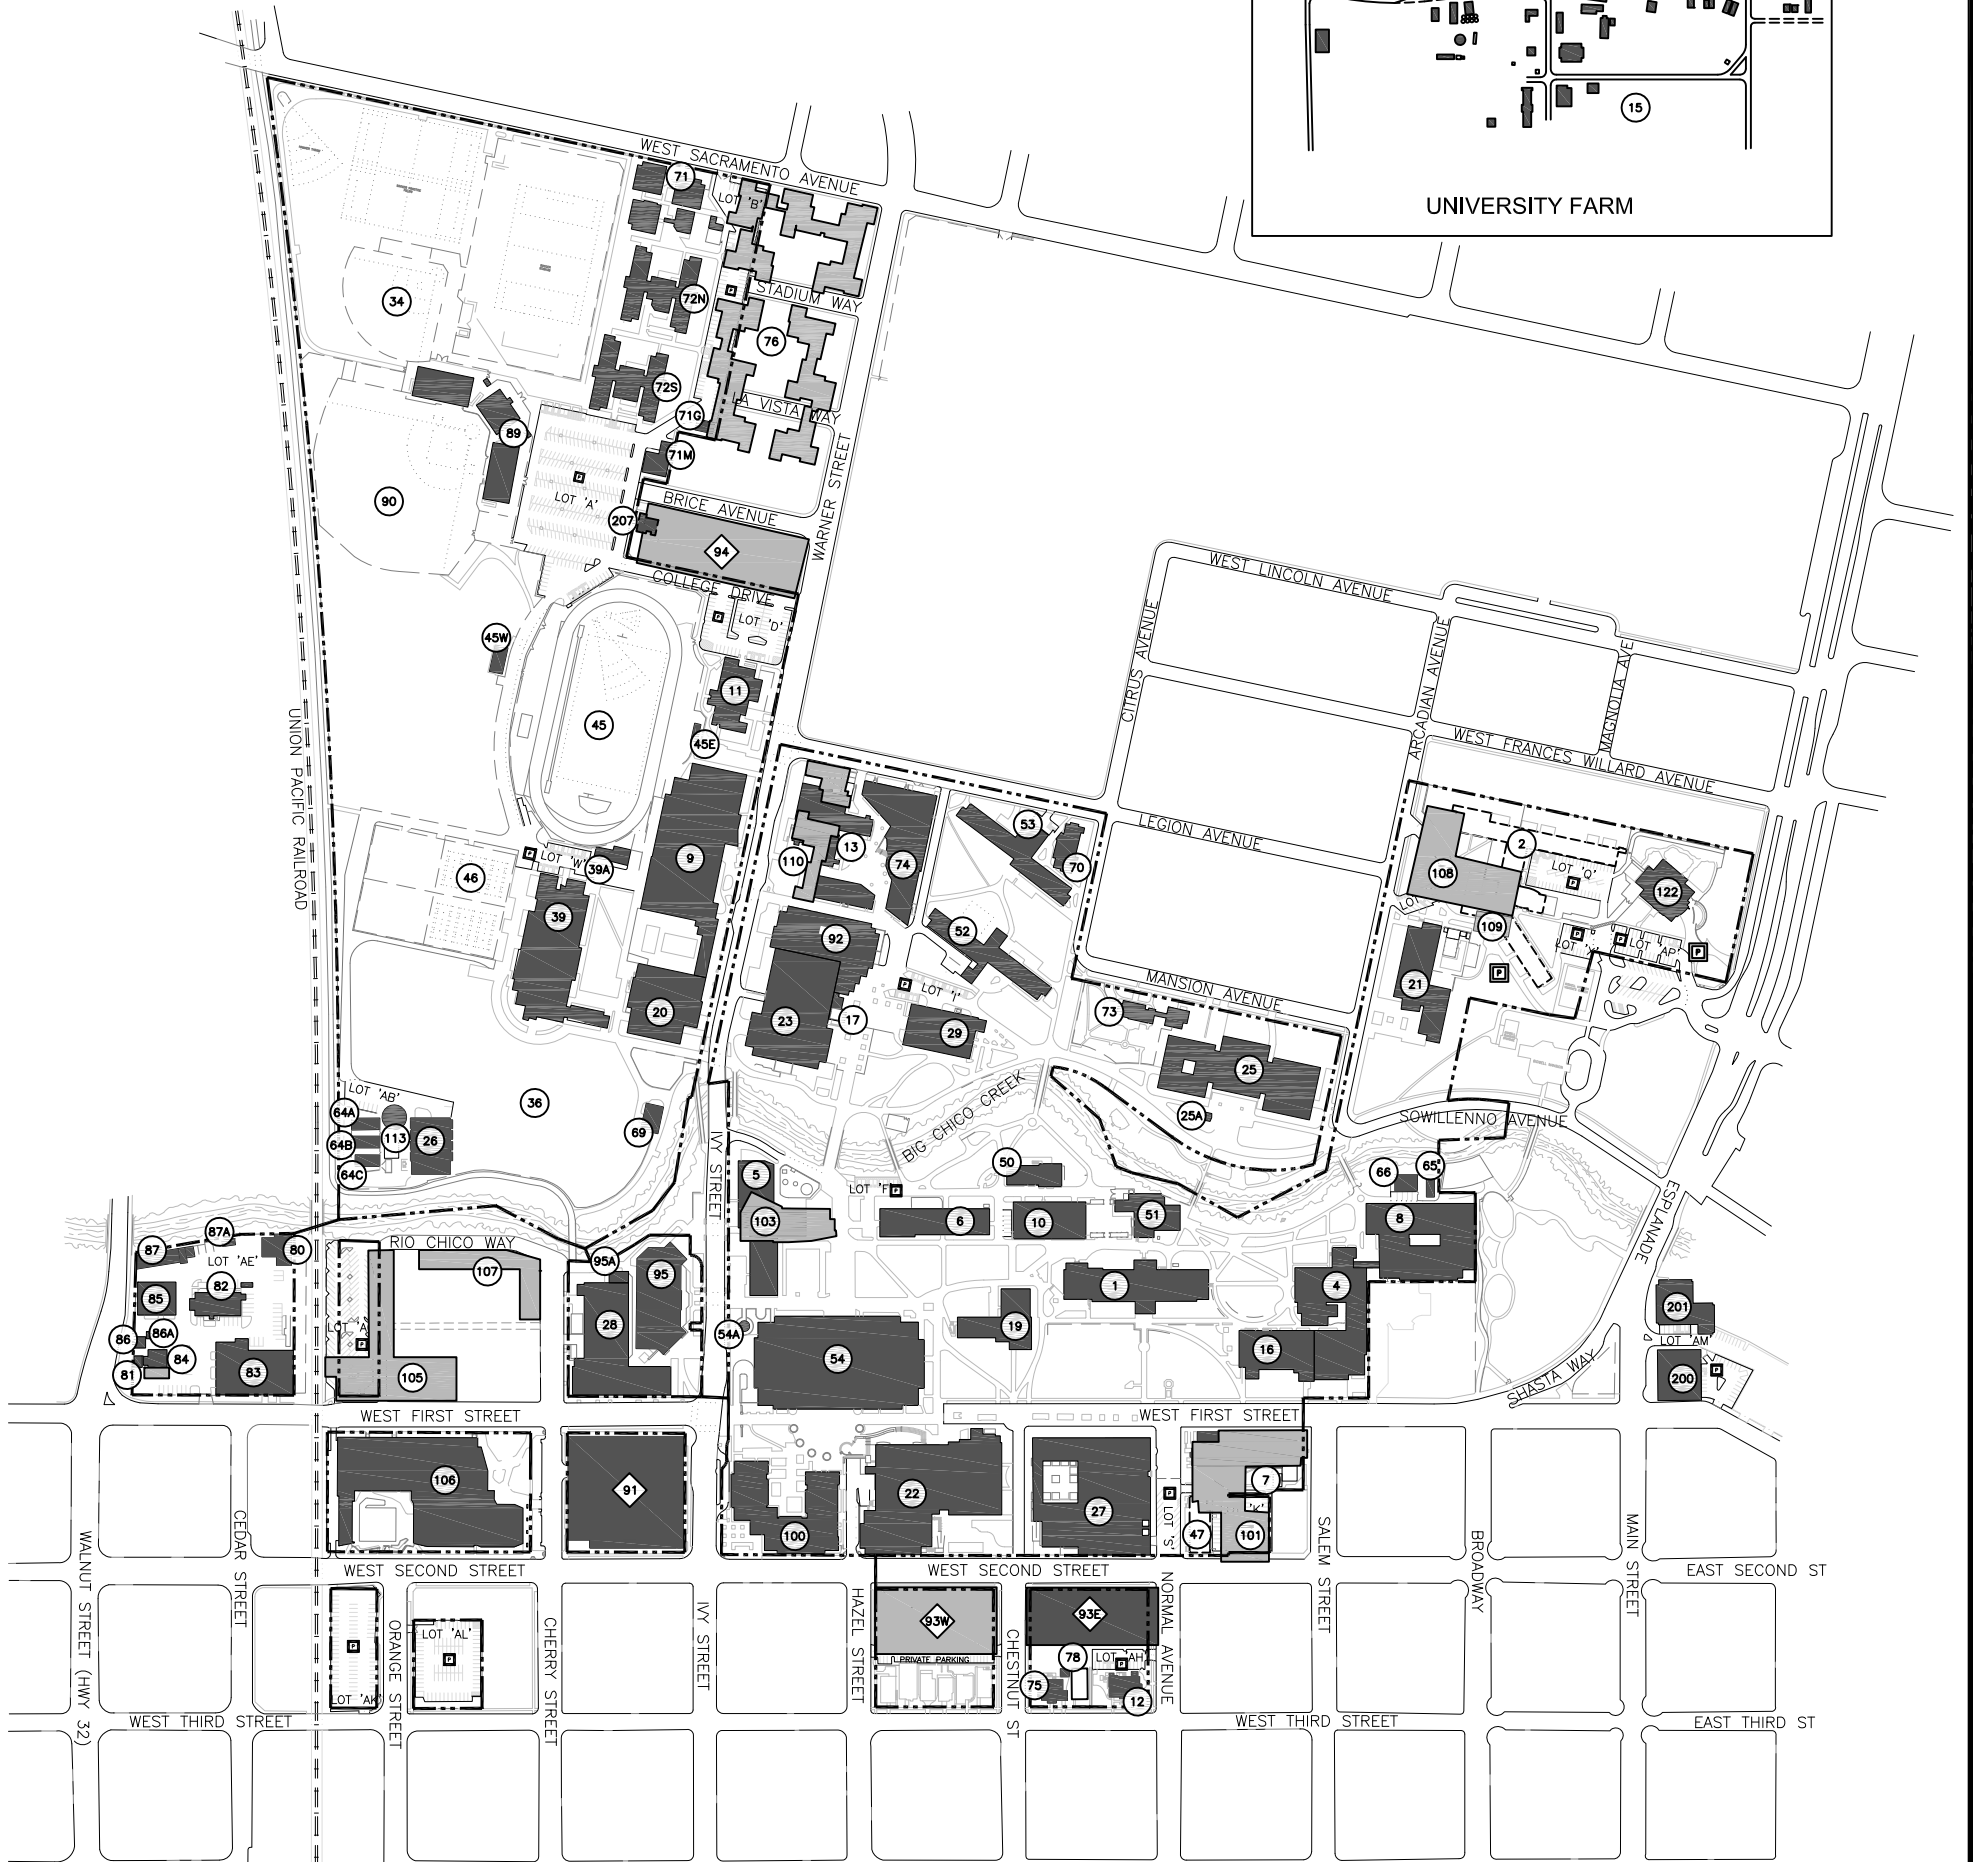 15
UNIVERSITY FARM
WEST SACRAMENTO AVENUE
71
LOT 'B'
34
72N
STADIUM WAY
76
72S
71G
LA VISTA WAY
89
71M
P
LOT 'A'
90
BRICE AVENUE
207
94
WARNER STREET
COLLEGE DRIVE
P
LOT 'D'
45W
11
45
45E
UNION PACIFIC RAILROAD
WEST LINCOLN AVENUE
CITRUS AVENUE
ARCADIAN AVENUE
MAGNOLIA AVE
WEST FRANCES WILLARD AVENUE
LEGION AVENUE
53
13
110
9
74
70
P
LOT 'W'
39A
46
39
92
52
2
108
LOT 'Q'
P
122
LOT
109
P
LOT 'X'
P
LOT 'AP'
P
P
21
MANSION AVENUE
P
LOT 'I'
20
23
17
29
73
25
25A
SOWILLENNO AVENUE
LOT 'AB'
64A
64B
64C
113
26
36
69
IVY STREET
BIG CHICO CREEK
50
5
LOT 'F'
P
66
65
103
6
10
51
8
ESPLANADE
87
87A
80
LOT 'AE'
RIO CHICO WAY
95A
95
107
82
85
1
4
86
86A
84
81
83
P
105
28
54A
54
19
16
201
LOT 'AM'
200
P
SHASTA WAY
WEST FIRST STREET
WEST FIRST STREET
106
91
100
22
27
P
LOT 'S'
7
'K'
47
101
WALNUT STREET (HWY 32)
CEDAR STREET
SALEM STREET
BROADWAY
MAIN STREET
WEST SECOND STREET
WEST SECOND STREET
EAST SECOND ST
P
LOT 'AK'
ORANGE STREET
LOT 'AL'
P
CHERRY STREET
IVY STREET
HAZEL STREET
93W
PRIVATE PARKING
CHESTNUT ST
93E
78
LOT 'AH'
P
75
12
NORMAL AVENUE
WEST THIRD STREET
WEST THIRD STREET
EAST THIRD ST